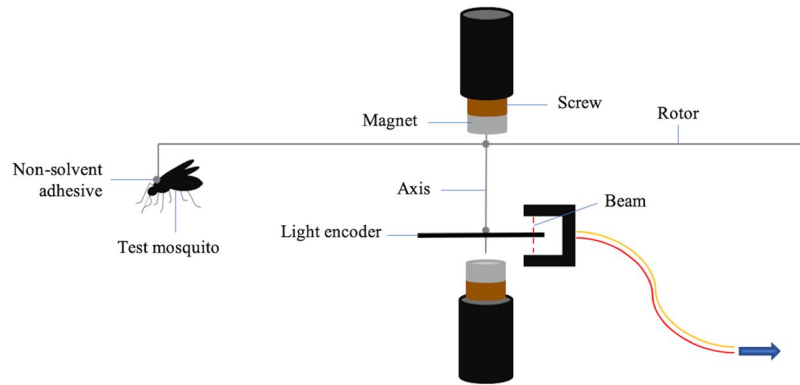 Screw
Magnet
Rotor
Non-solvent
adhesive
Axis
Beam
Light encoder
Test mosquito